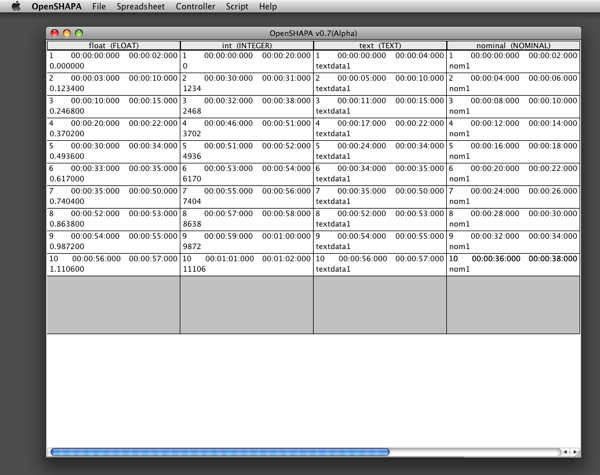 OpenSHAPA File Spreadsheet Controller Script Help
OpenSHAPA v0.7(Alpha)
float (FLOAT) int (INTEGER) text (TEXT) nominal (NOMINAL)
1 00:00:00:000 00:00:02:000 1 00:00:00:000 00:00:20:000 1 00:00:00:000 00:00:04:000 1 00:00:00:000 00:00:02:000
0.000000 0 textdata1 nom1
2 00:00:03:000 00:00:10:000 2 00:00:30:000 00:00:31:000 2 00:00:05:000 00:00:10:000 2 00:00:04:000 00:00:06:000
0.123400 1234 textdata1 nom1
3 00:00:10:000 00:00:15:000 3 00:00:32:000 00:00:38:000 3 00:00:11:000 00:00:15:000 3 00:00:08:000 00:00:10:000
0.246800 2468 textdata1 nom1
4 00:00:20:000 00:00:22:000 4 00:00:46:000 00:00:51:000 4 00:00:17:000 00:00:22:000 4 00:00:12:000 00:00:14:000
0.370200 3702 textdata1 nom1
5 00:00:30:000 00:00:34:000 5 00:00:51:000 00:00:52:000 5 00:00:24:000 00:00:34:000 5 00:00:16:000 00:00:18:000
0.493600 4936 textdata1 nom1
6 00:00:33:000 00:00:35:000 6 00:00:53:000 00:00:54:000 6 00:00:34:000 00:00:35:000 6 00:00:20:000 00:00:22:000
0.617000 6170 textdata1 nom1
7 00:00:35:000 00:00:50:000 7 00:00:55:000 00:00:56:000 7 00:00:35:000 00:00:50:000 7 00:00:24:000 00:00:26:000
0.740400 7404 textdata1 nom1
8 00:00:52:000 00:00:53:000 8 00:00:57:000 00:00:58:000 8 00:00:52:000 00:00:53:000 8 00:00:28:000 00:00:30:000
0.863800 8638 textdata1 nom1
9 00:00:54:000 00:00:55:000 9 00:00:59:000 00:01:00:000 9 00:00:54:000 00:00:55:000 9 00:00:32:000 00:00:34:000
0.987200 9872 textdata1 nom1
10 00:00:56:000 00:00:57:000 10 00:01:01:000 00:01:02:000 10 00:00:56:000 00:00:57:000 10 00:00:36:000 00:00:38:000
1.110600 11106 textdata1 nom1